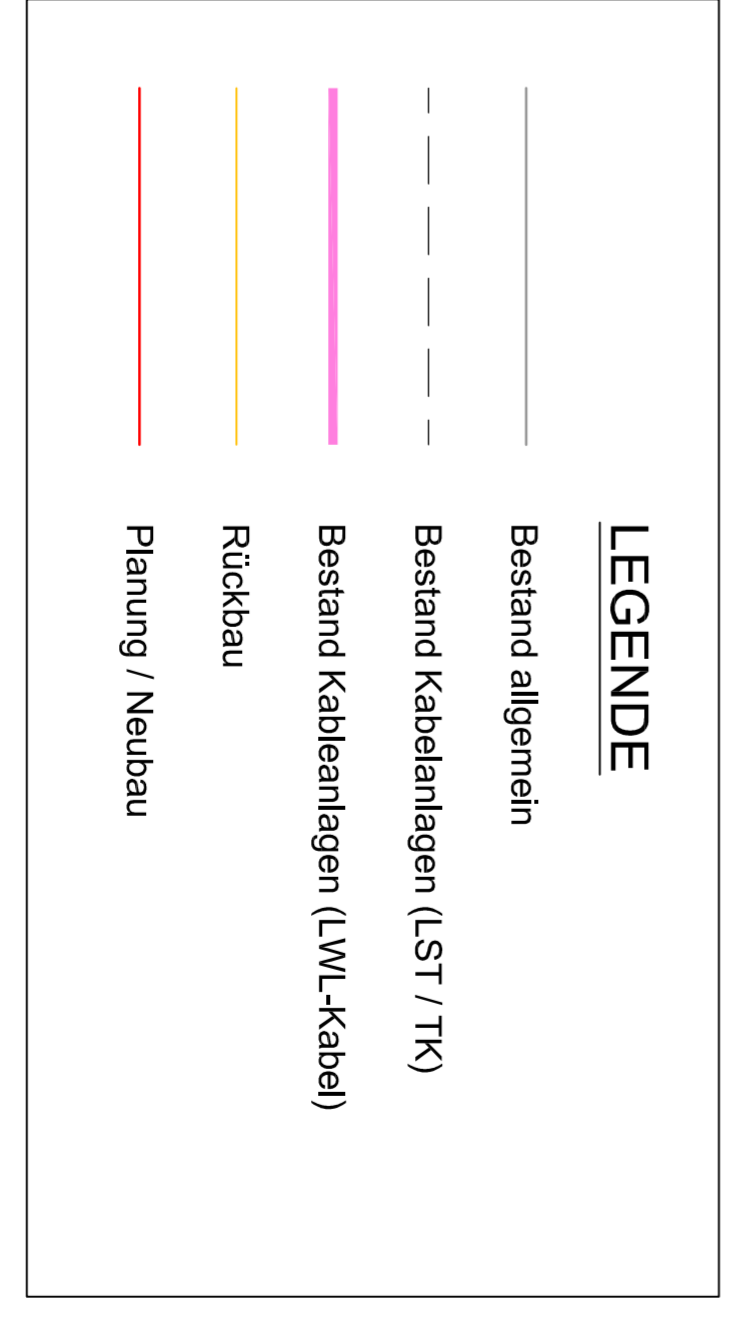 LEGENDE
Bestand allgemein
Bestand Kabelanlagen (LST / TK)
Bestand Kableanlagen (LWL-Kabel)
Rückbau
Planung / Neubau